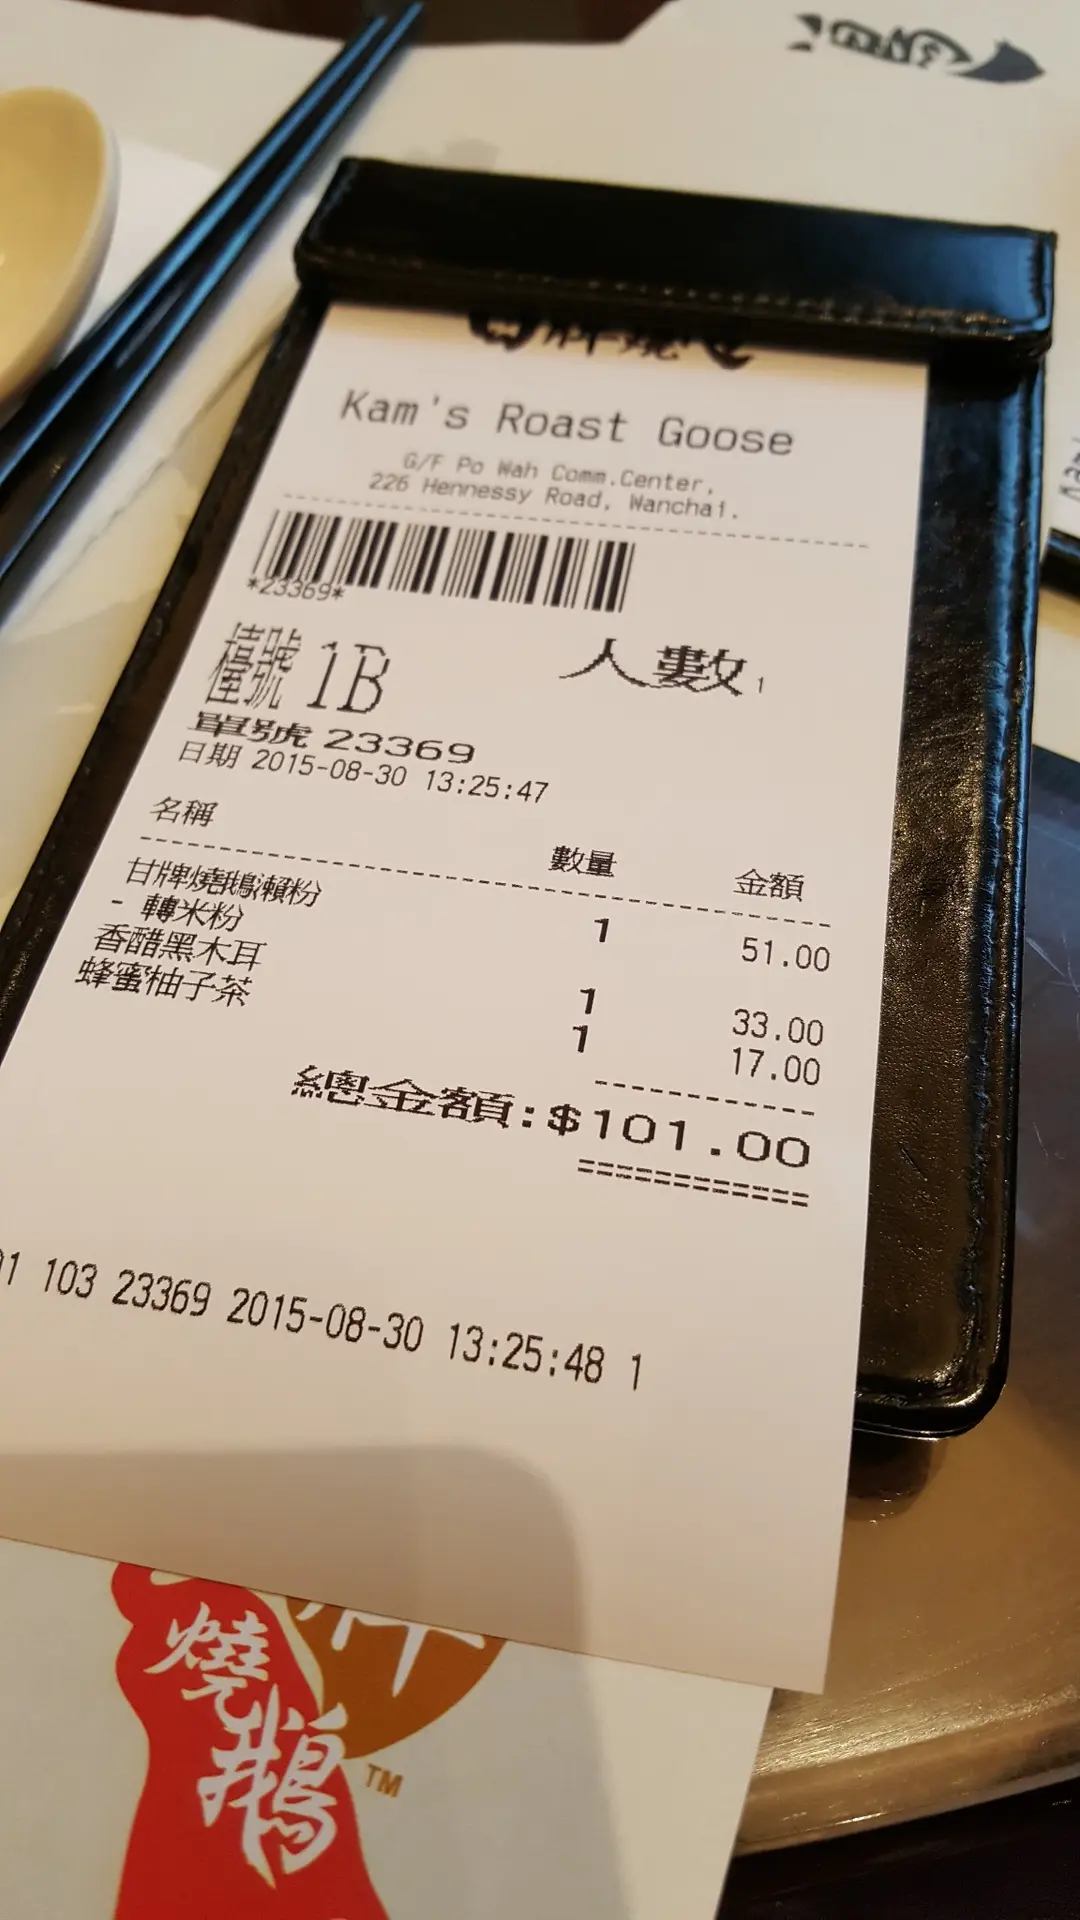 Kam's Roast Goose
G/F Po Wah Comm.Center,
226 Hennessy Road, Wanchai.
*23369*
檯號 1B 人數 1
單號 23369
日期 2015-08-30 13:25:47
名稱 數量 金額
甘牌燒鵝瀨粉 1 51.00
- 轉米粉
香醋黑木耳 1 33.00
蜂蜜柚子茶 1 17.00
總金額:$101.00
============
01 103 23369 2015-08-30 13:25:48 1
牌
燒鵝 TM